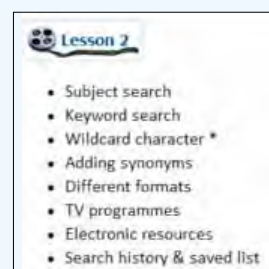 Lesson 2
• Subject search
• Keyword search
• Wildcard character *
• Adding synonyms
• Different formats
• TV programmes
• Electronic resources
• Search history & saved list